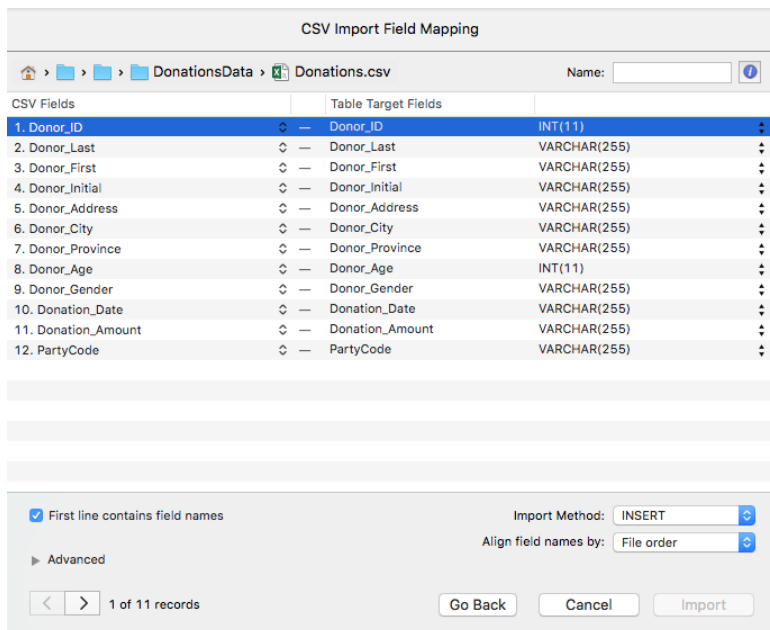 CSV Import Field Mapping
DonationsData › Donations.csv Name:
CSV Fields Table Target Fields
1. Donor_ID — Donor_ID INT(11)
2. Donor_Last — Donor_Last VARCHAR(255)
3. Donor_First — Donor_First VARCHAR(255)
4. Donor_Initial — Donor_Initial VARCHAR(255)
5. Donor_Address — Donor_Address VARCHAR(255)
6. Donor_City — Donor_City VARCHAR(255)
7. Donor_Province — Donor_Province VARCHAR(255)
8. Donor_Age — Donor_Age INT(11)
9. Donor_Gender — Donor_Gender VARCHAR(255)
10. Donation_Date — Donation_Date VARCHAR(255)
11. Donation_Amount — Donation_Amount VARCHAR(255)
12. PartyCode — PartyCode VARCHAR(255)
First line contains field names Import Method: INSERT
Align field names by: File order
Advanced
1 of 11 records Go Back Cancel Import